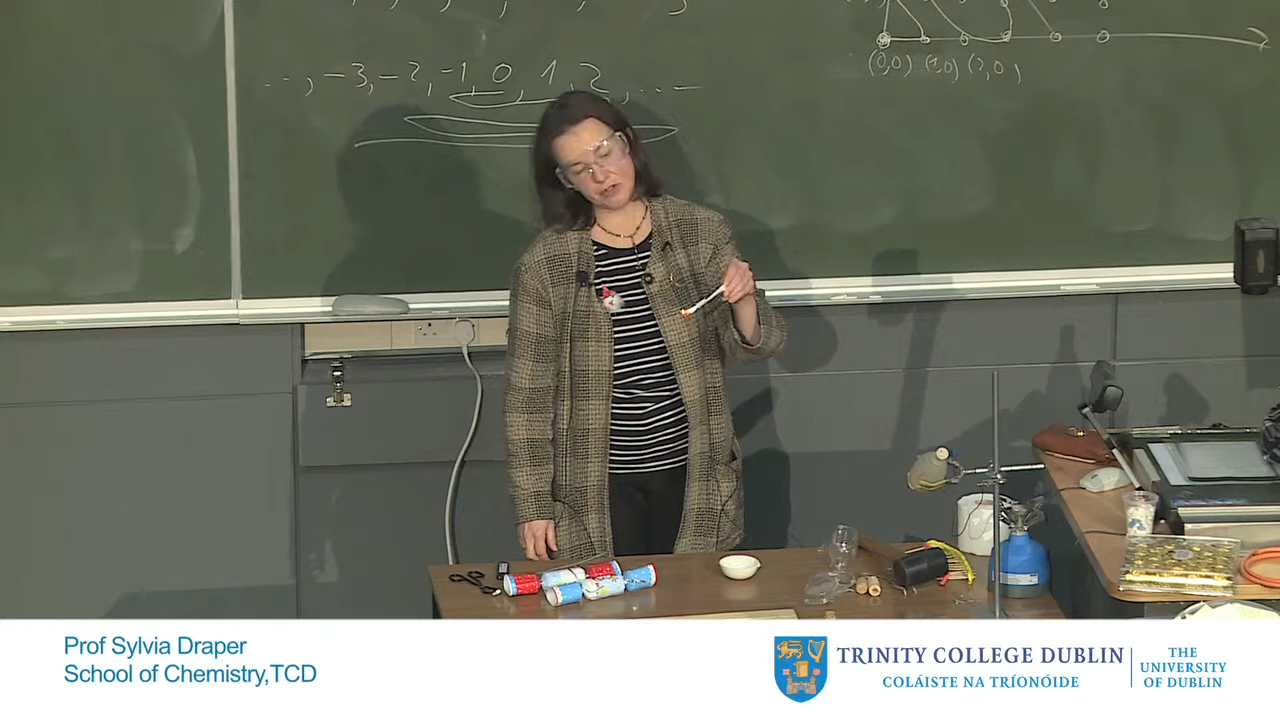 .., -3, -2, -1, 0, 1, 2, ...
(0,0) (1,0) (2,0)
Prof Sylvia Draper
School of Chemistry,TCD
TRINITY COLLEGE DUBLIN
COLÁISTE NA TRÍONÓIDE
THE
UNIVERSITY
OF DUBLIN